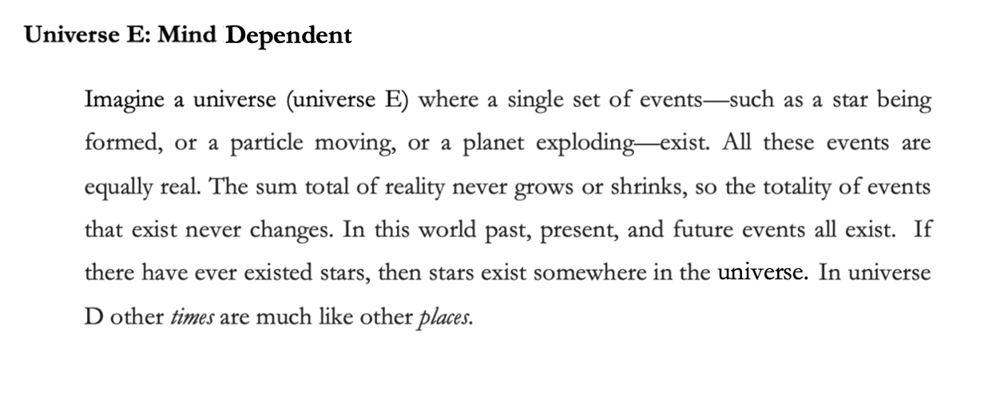 Universe E: Mind Dependent
Imagine a universe (universe E) where a single set of events—such as a star being
formed, or a particle moving, or a planet exploding—exist. All these events are
equally real. The sum total of reality never grows or shrinks, so the totality of events
that exist never changes. In this world past, present, and future events all exist. If
there have ever existed stars, then stars exist somewhere in the universe. In universe
D other times are much like other places.